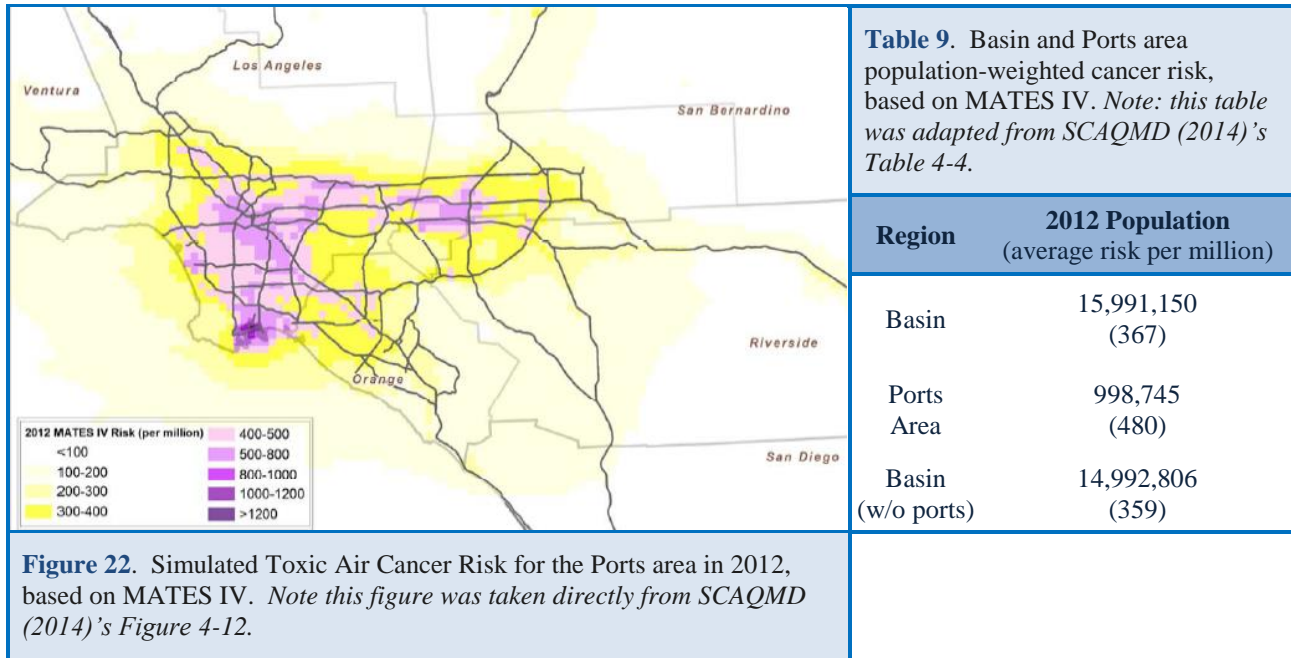 Los Angeles
Ventura
San Bernardino
Riverside
Orange
San Diego
2012 MATES IV Risk (per million)
<100
100-200
200-300
300-400
400-500
500-800
800-1000
1000-1200
>1200
Figure 22. Simulated Toxic Air Cancer Risk for the Ports area in 2012,
based on MATES IV. Note this figure was taken directly from SCAQMD
(2014)'s Figure 4-12.
Table 9. Basin and Ports area
population-weighted cancer risk,
based on MATES IV. Note: this table
was adapted from SCAQMD (2014)'s
Table 4-4.
Region
2012 Population
(average risk per million)
Basin
15,991,150
(367)
Ports
Area
998,745
(480)
Basin
(w/o ports)
14,992,806
(359)